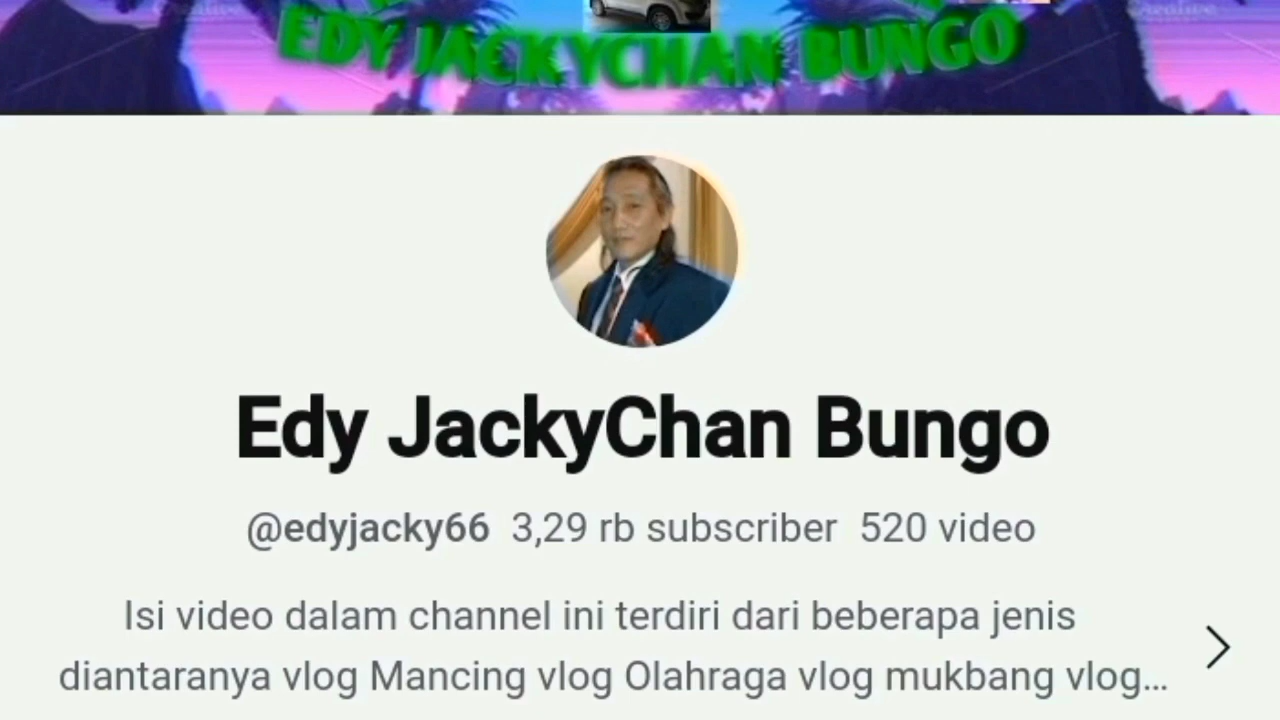 EDY JACKYCHAN BUNGO
Edy JackyChan Bungo
@edyjacky66 3,29 rb subscriber 520 video
Isi video dalam channel ini terdiri dari beberapa jenis
diantaranya vlog Mancing vlog Olahraga vlog mukbang vlog...